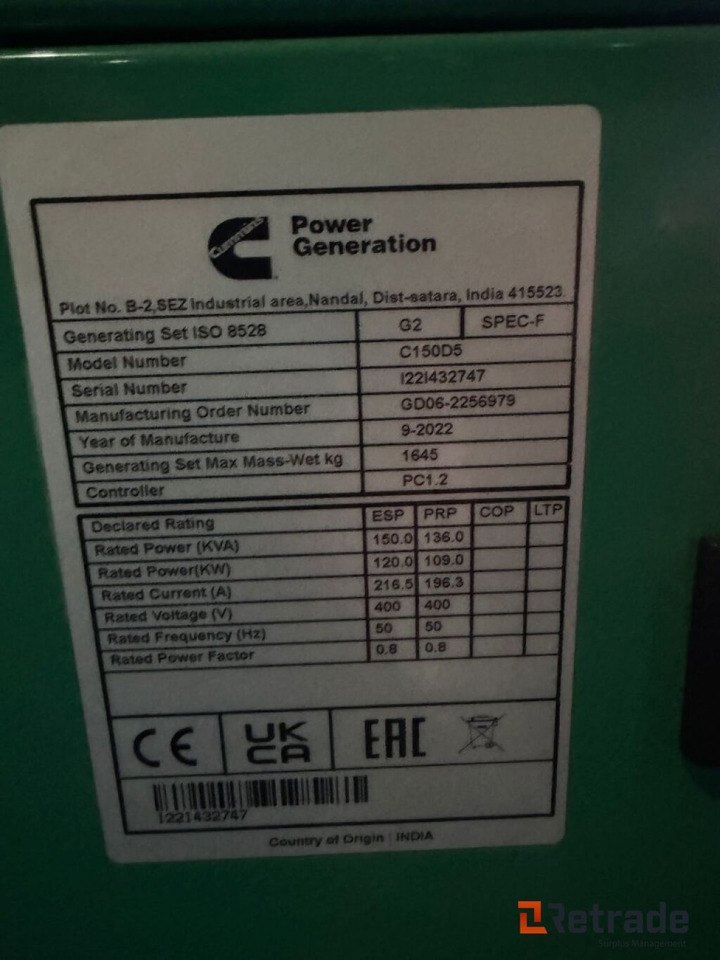 Cummins
Power
Generation
Plot No. B-2,SEZ Industrial area,Nandal, Dist-satara, India 415523.
Generating Set ISO 8528 G2 SPEC-F
Model Number C150D5
Serial Number I22I432747
Manufacturing Order Number GD06-2256979
Year of Manufacture 9-2022
Generating Set Max Mass-Wet kg 1645
Controller PC1.2
Declared Rating ESP PRP COP LTP
Rated Power (KVA) 150.0 136.0
Rated Power(KW) 120.0 109.0
Rated Current (A) 216.5 196.3
Rated Voltage (V) 400 400
Rated Frequency (Hz) 50 50
Rated Power Factor 0.8 0.8
CE UK CA EAC
I22I432747
Country of Origin : INDIA
Retrade
Surplus Management